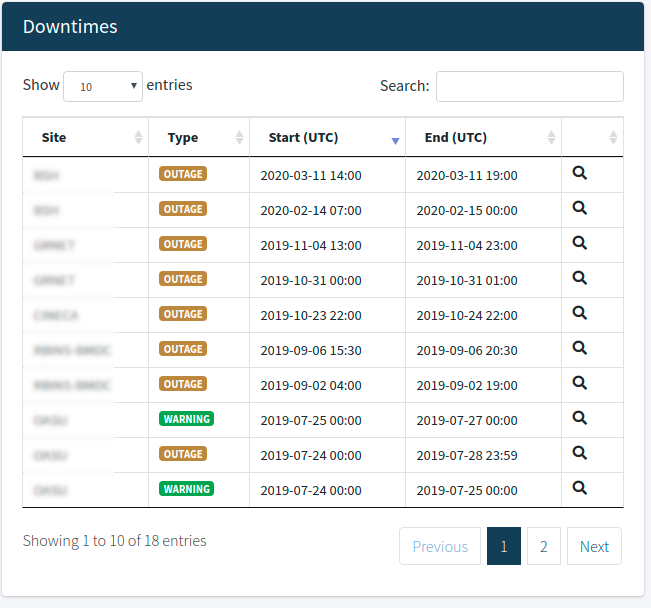 Downtimes
Show 10 entries Search:
Site Type Start (UTC) End (UTC)
BSH OUTAGE 2020-03-11 14:00 2020-03-11 19:00
BSH OUTAGE 2020-02-14 07:00 2020-02-15 00:00
GRNET OUTAGE 2019-11-04 13:00 2019-11-04 23:00
GRNET OUTAGE 2019-10-31 00:00 2019-10-31 01:00
CINECA OUTAGE 2019-10-23 22:00 2019-10-24 22:00
OUTAGE 2019-09-06 15:30 2019-09-06 20:30
OUTAGE 2019-09-02 04:00 2019-09-02 19:00
WARNING 2019-07-25 00:00 2019-07-27 00:00
OUTAGE 2019-07-24 00:00 2019-07-28 23:59
WARNING 2019-07-24 00:00 2019-07-25 00:00
Showing 1 to 10 of 18 entries Previous 1 2 Next